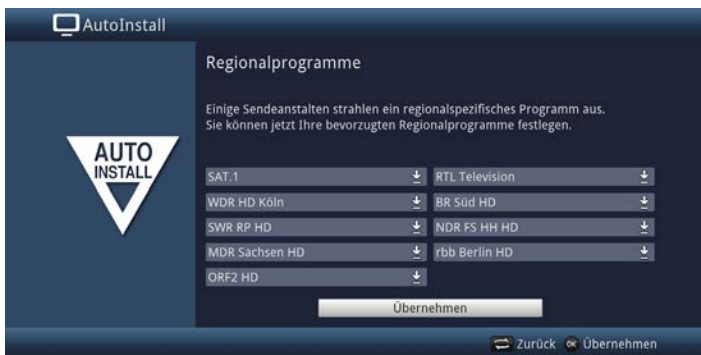 AutoInstall
AUTO
INSTALL
Regionalprogramme
Einige Sendeanstalten strahlen ein regionalspezifisches Programm aus.
Sie können jetzt Ihre bevorzugten Regionalprogramme festlegen.
SAT.1
RTL Television
WDR HD Köln
BR Süd HD
SWR RP HD
NDR FS HH HD
MDR Sachsen HD
rbb Berlin HD
ORF2 HD
Übernehmen
Zurück OK Übernehmen